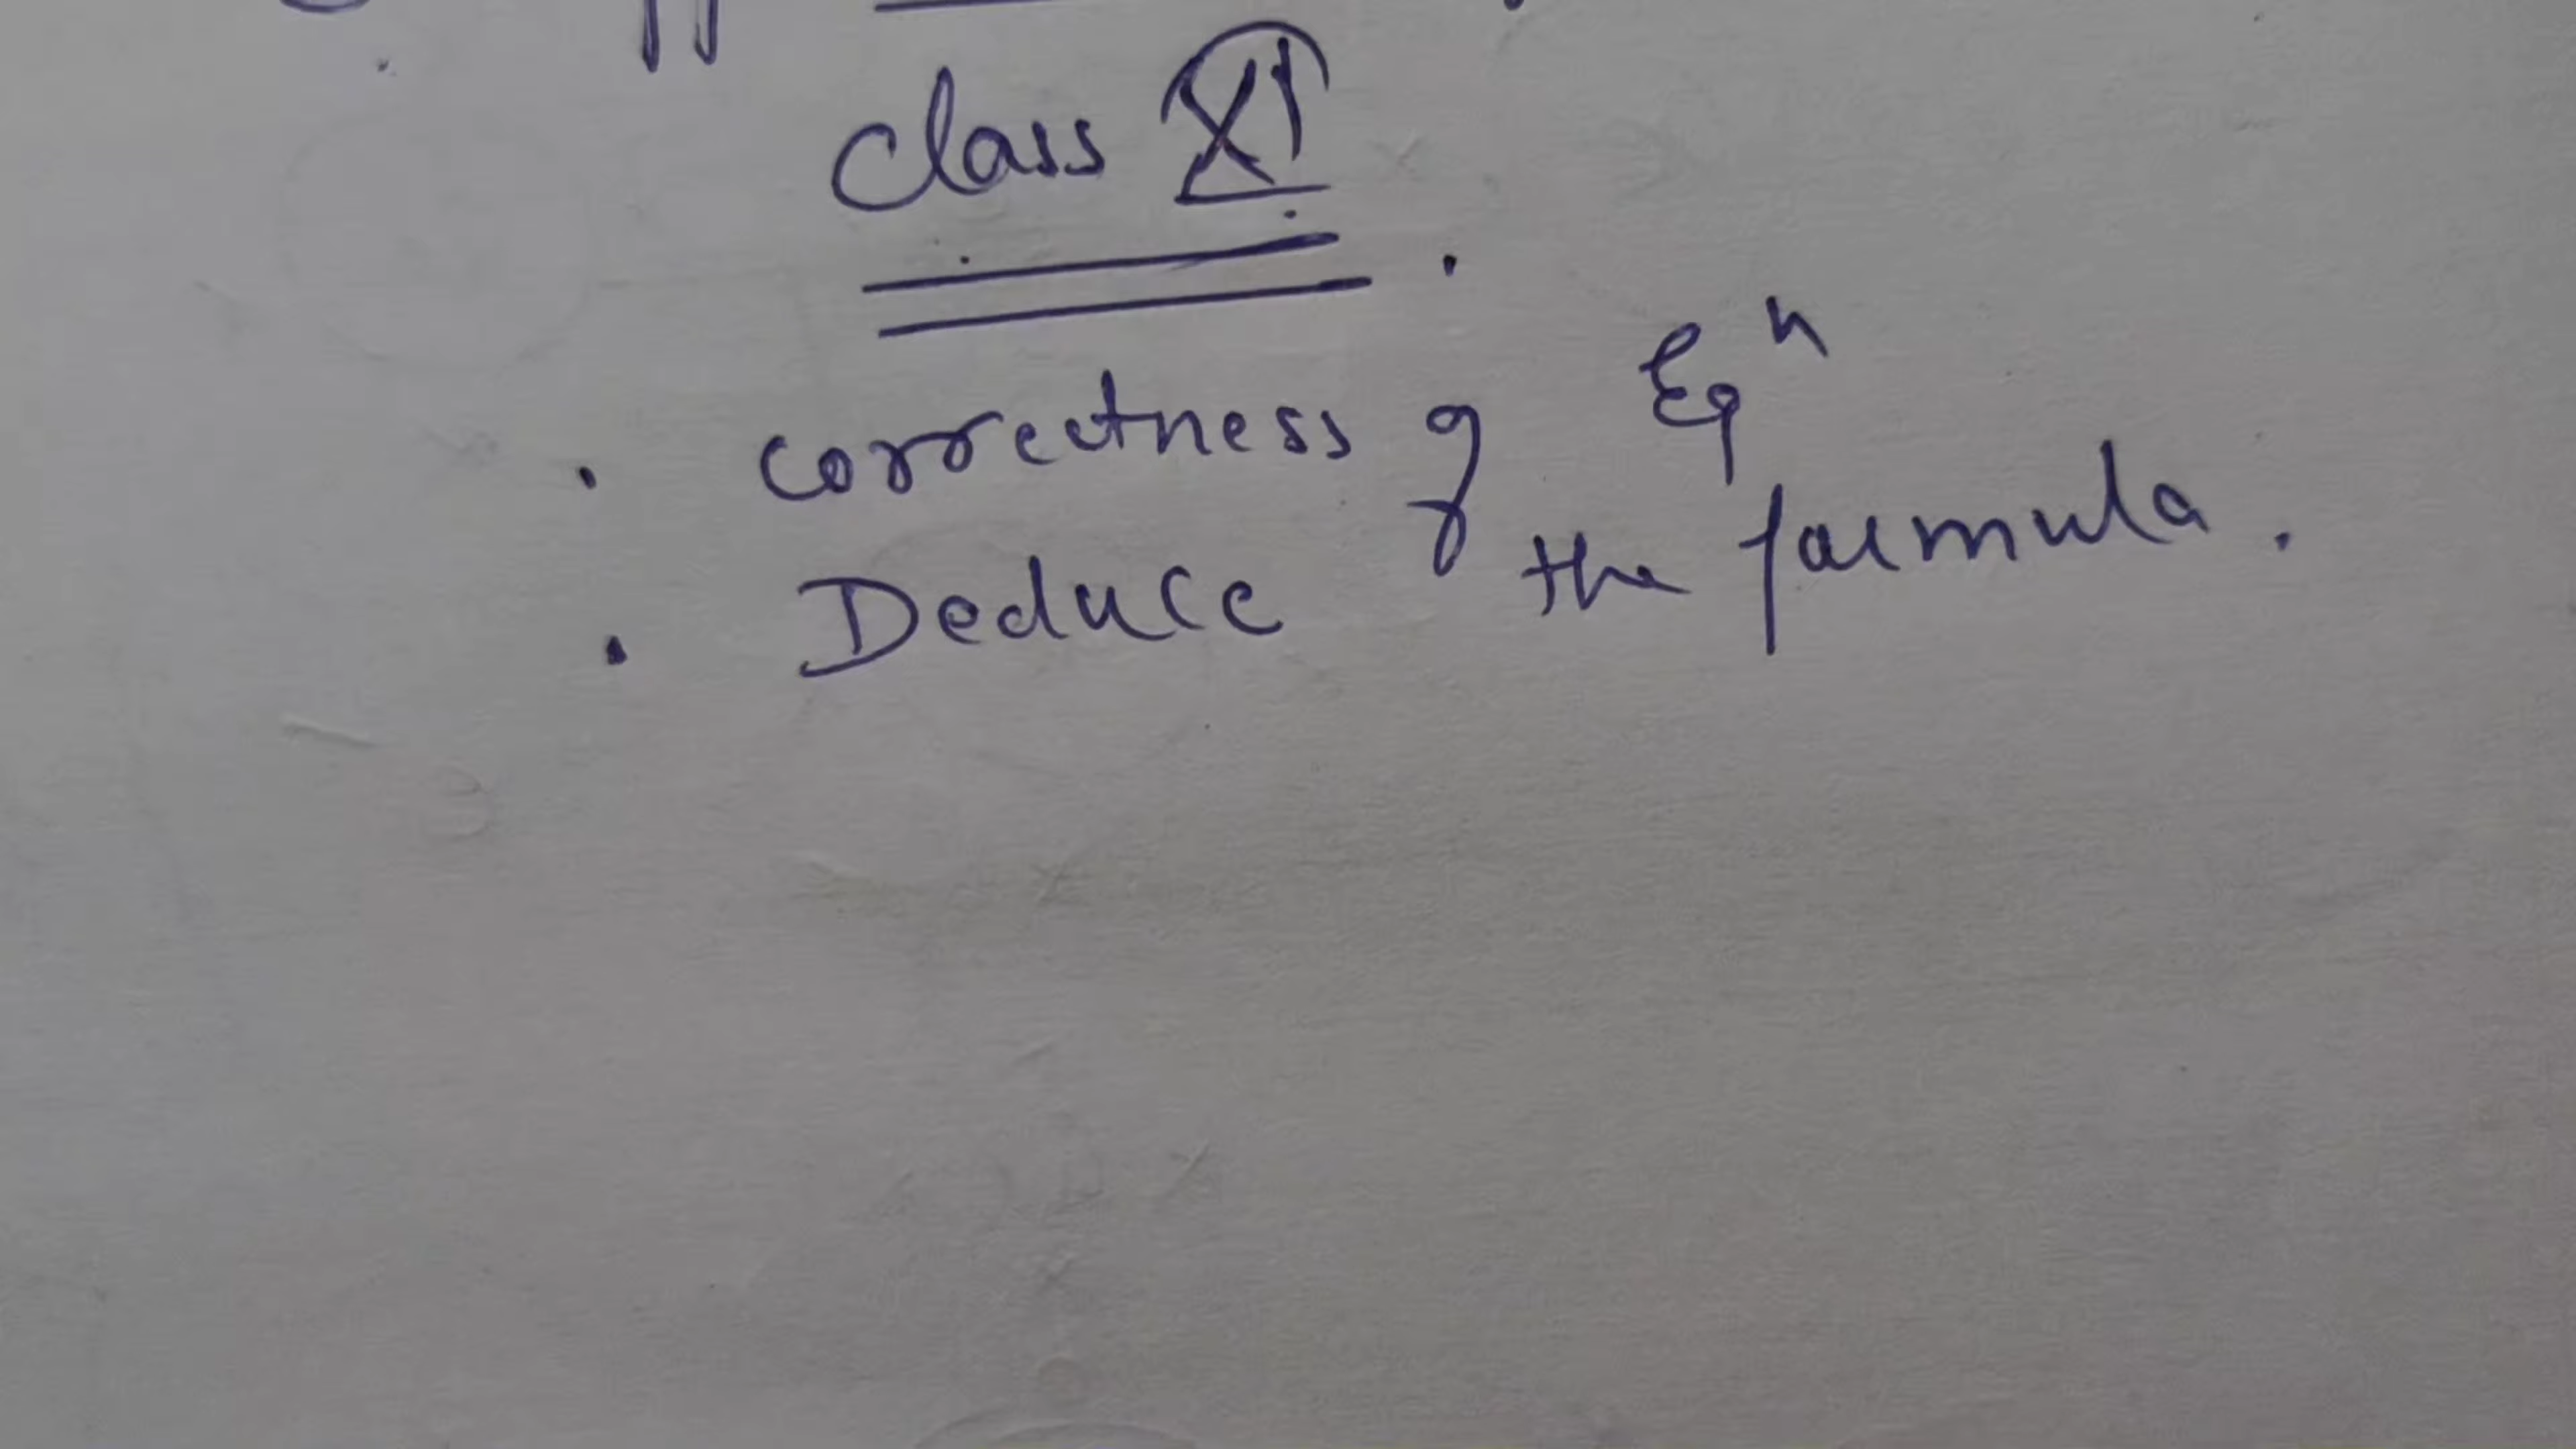 Class XI
. correctness of Eqn
. Deduce the formula.